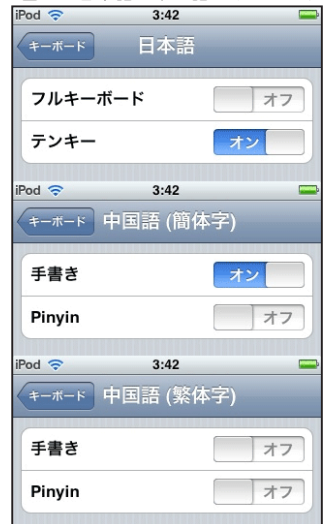 iPod 3:42
キーボード 日本語
フルキーボード オフ
テンキー オン
iPod 3:42
キーボード 中国語 (簡体字)
手書き オン
Pinyin オフ
iPod 3:42
キーボード 中国語 (繁体字)
手書き オフ
Pinyin オフ